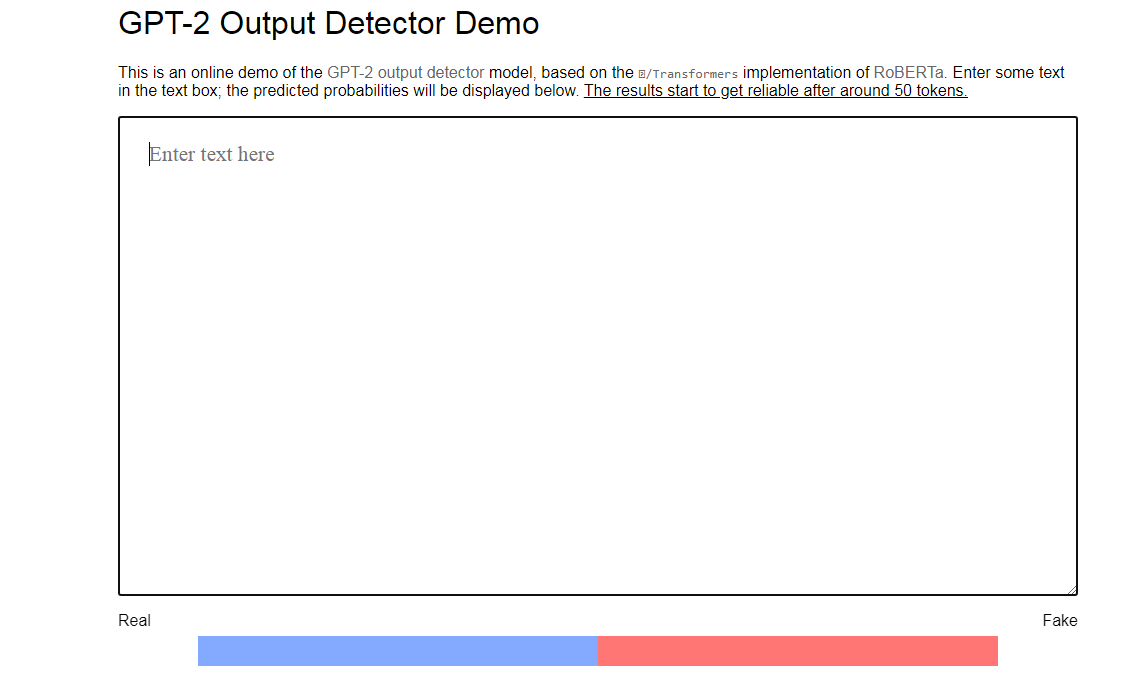 GPT-2 Output Detector Demo
This is an online demo of the GPT-2 output detector model, based on the /Transformers implementation of RoBERTa. Enter some text
in the text box; the predicted probabilities will be displayed below. The results start to get reliable after around 50 tokens.
Enter text here
Real Fake